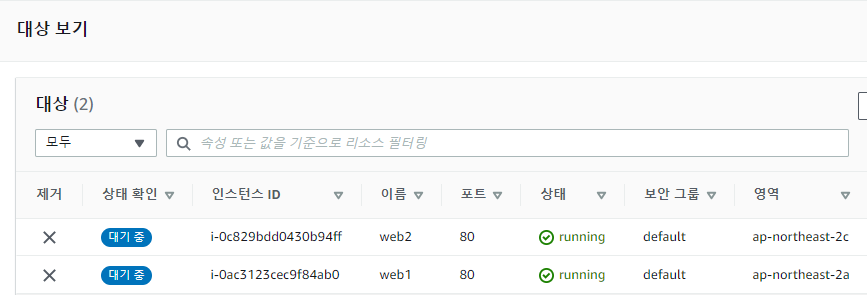 대상 보기
대상 (2)
모두 속성 또는 값을 기준으로 리소스 필터링
제거 상태 확인 인스턴스 ID 이름 포트 상태 보안 그룹 영역
대기 중 i-0c829bdd0430b94ff web2 80 running default ap-northeast-2c
대기 중 i-0ac3123cec9f84ab0 web1 80 running default ap-northeast-2a